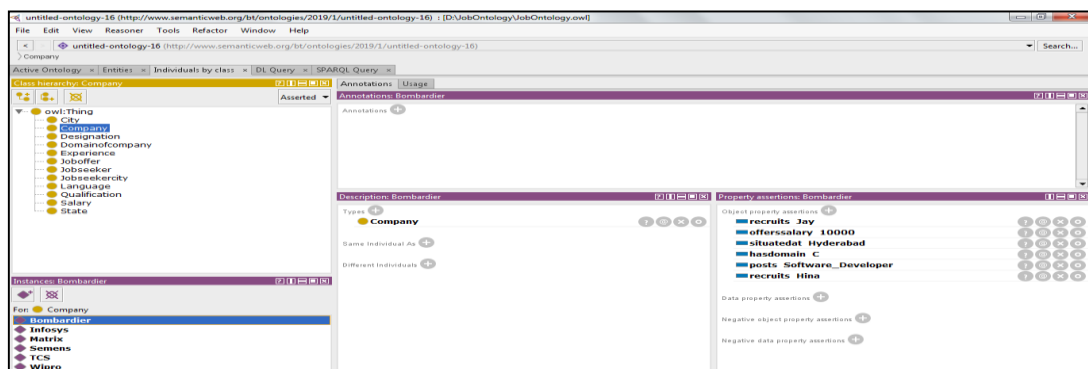 untitled-ontology-16 (http://www.semanticweb.org/bt/ontologies/2019/1/untitled-ontology-16) : [D:\JobOntology\JobOntology.owl]
File Edit View Reasoner Tools Refactor Window Help
< untitled-ontology-16 (http://www.semanticweb.org/bt/ontologies/2019/1/untitled-ontology-16) Search...
Company
Active Ontology × Entities × Individuals by class × DL Query × SPARQL Query ×
Class hierarchy: Company
Asserted
owl:Thing
City
Company
Designation
Domainofcompany
Experience
Joboffer
Jobseeker
Jobseekercity
Language
Qualification
Salary
State
Instances: Bombardier
For: Company
Bombardier
Infosys
Matrix
Semens
TCS
Wipro
Annotations Usage
Annotations: Bombardier
Annotations
Description: Bombardier
Types
Company
Same Individual As
Different Individuals
Property assertions: Bombardier
Object property assertions
recruits Jay
offerssalary 10000
situatedat Hyderabad
hasdomain C
posts Software_Developer
recruits Hina
Data property assertions
Negative object property assertions
Negative data property assertions